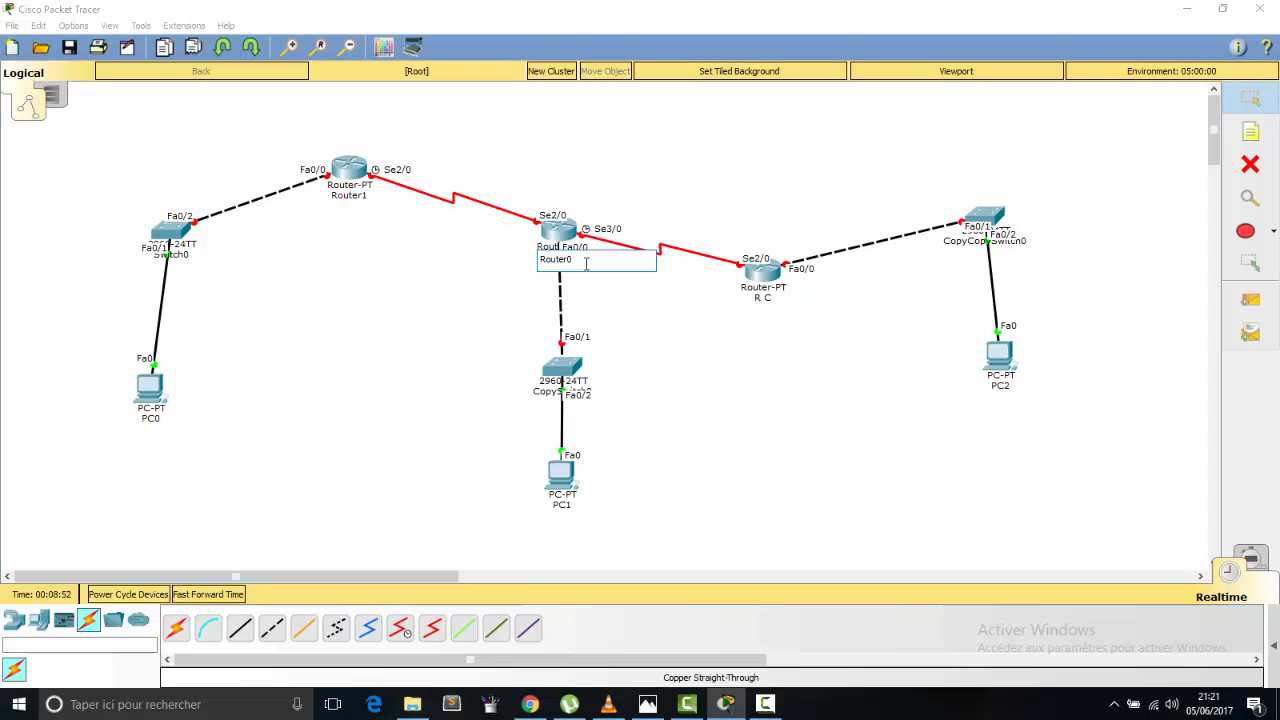 Cisco Packet Tracer
File Edit Options View Tools Extensions Help
Logical
Back
[Root]
New Cluster
Move Object
Set Tiled Background
Viewport
Environment: 05:00:00
Fa0/0
Se2/0
Router-PT
Router1
Fa0/2
Fa0/1
Switch0
Fa0
PC-PT
PC0
Se2/0
Se3/0
Fa0/0
Router0
Fa0/1
2960-24TT
Fa0/2
Fa0
PC-PT
PC1
Se2/0
Fa0/0
Router-PT
R C
Fa0/1
Fa0/2
CopyCopySwitch0
Fa0
PC-PT
PC2
Time: 00:08:52
Power Cycle Devices
Fast Forward Time
Realtime
Activer Windows
Accédez aux paramètres pour activer Windows.
Copper Straight-Through
Taper ici pour rechercher
21:21
05/06/2017